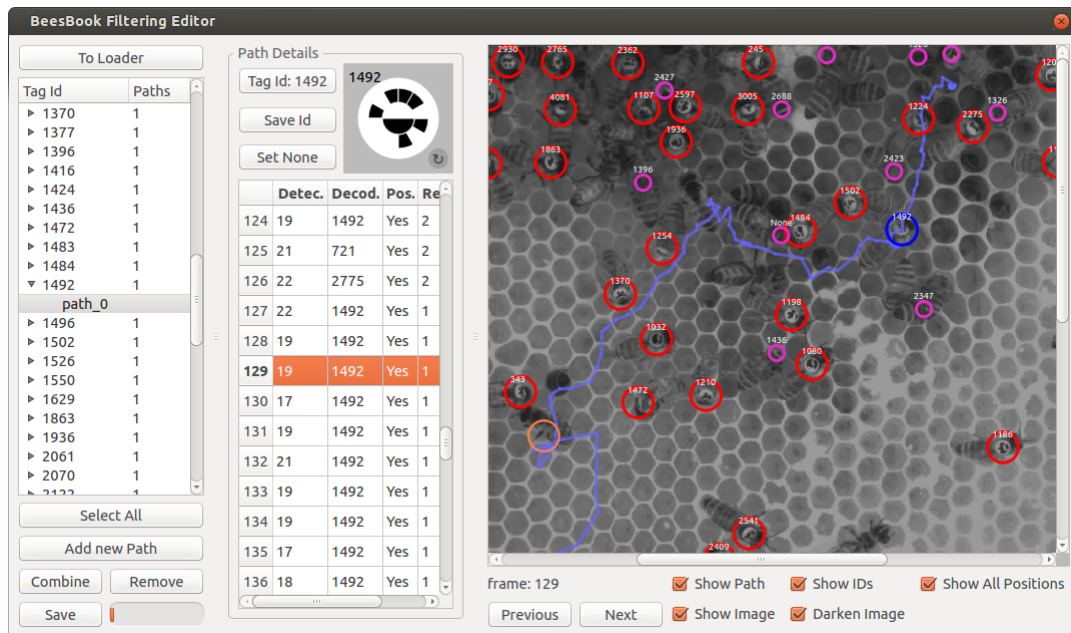 BeesBook Filtering Editor
To Loader
Tag Id Paths
1370 1
1377 1
1396 1
1416 1
1424 1
1436 1
1472 1
1483 1
1484 1
1492 1
path_0
1496 1
1502 1
1526 1
1550 1
1629 1
1863 1
1936 1
2061 1
2070 1
Select All
Add new Path
Combine Remove
Save
Path Details
Tag Id: 1492
Save Id
Set None
1492
Detec. Decod. Pos. Re
124 19 1492 Yes 2
125 21 721 Yes 2
126 22 2775 Yes 2
127 22 1492 Yes 1
128 19 1492 Yes 1
129 19 1492 Yes 1
130 17 1492 Yes 1
131 19 1492 Yes 1
132 21 1492 Yes 1
133 19 1492 Yes 1
134 19 1492 Yes 1
135 17 1492 Yes 1
136 18 1492 Yes 1
2930 2765 2362 245
120
2427
4081 1107 2597 3005 2688
1224 1326
2275
1936
1863
1396
2423
1502
1484
None
1492
1254
1370
1198
2347
1032
1436
1080
343
1472
1210
1186
2541
2409
frame: 129
Show Path Show IDs Show All Positions
Previous Next Show Image Darken Image